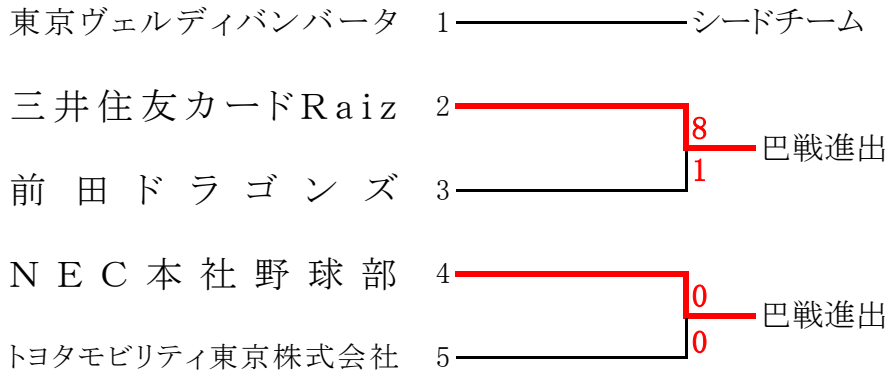 東京ヴェルディバンバータ 1 シードチーム
三井住友カードRaiz 2
8 巴戦進出
1
前田ドラゴンズ 3
NEC本社野球部 4
0 巴戦進出
0
トヨタモビリティ東京株式会社 5